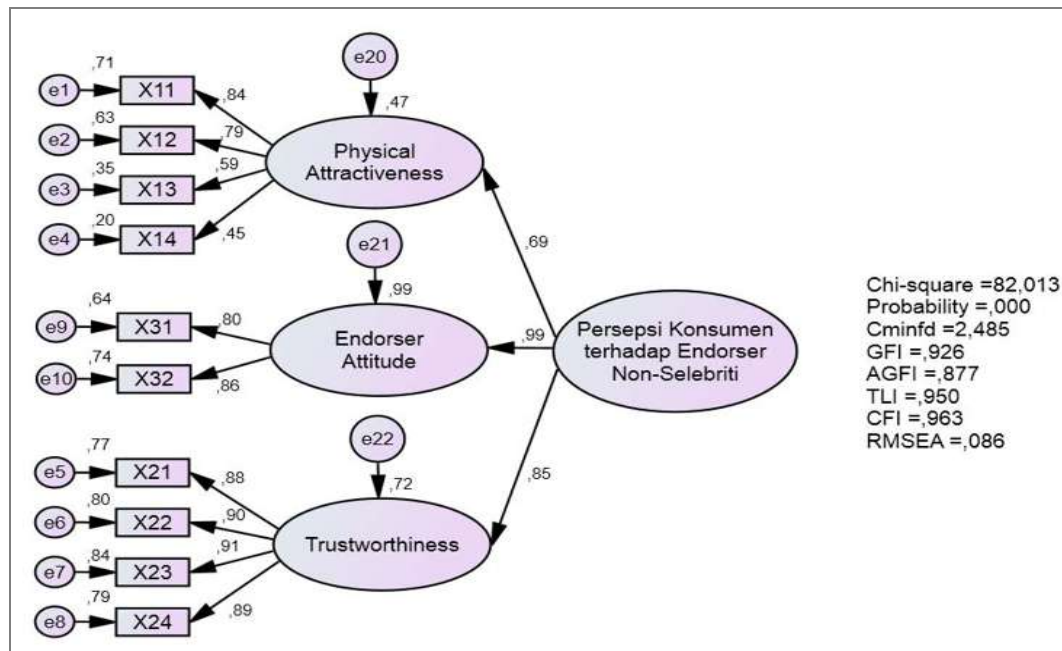 e20
,71
e1
X11
,84
,47
,63
e2
X12
,79
Physical
Attractiveness
,35
e3
X13
,59
,20
e4
X14
,45
e21
,69
,64
,99
e9
X31
,80
Endorser
Attitude
,99
,74
e10
X32
,86
Persepsi Konsumen
terhadap Endorser
Non-Selebriti
e22
,77
e5
X21
,88
,72
,85
,80
e6
X22
,90
Trustworthiness
,84
e7
X23
,91
,79
e8
X24
,89
Chi-square =82,013
Probability =,000
Cminfd =2,485
GFI =,926
AGFI =,877
TLI =,950
CFI =,963
RMSEA =,086